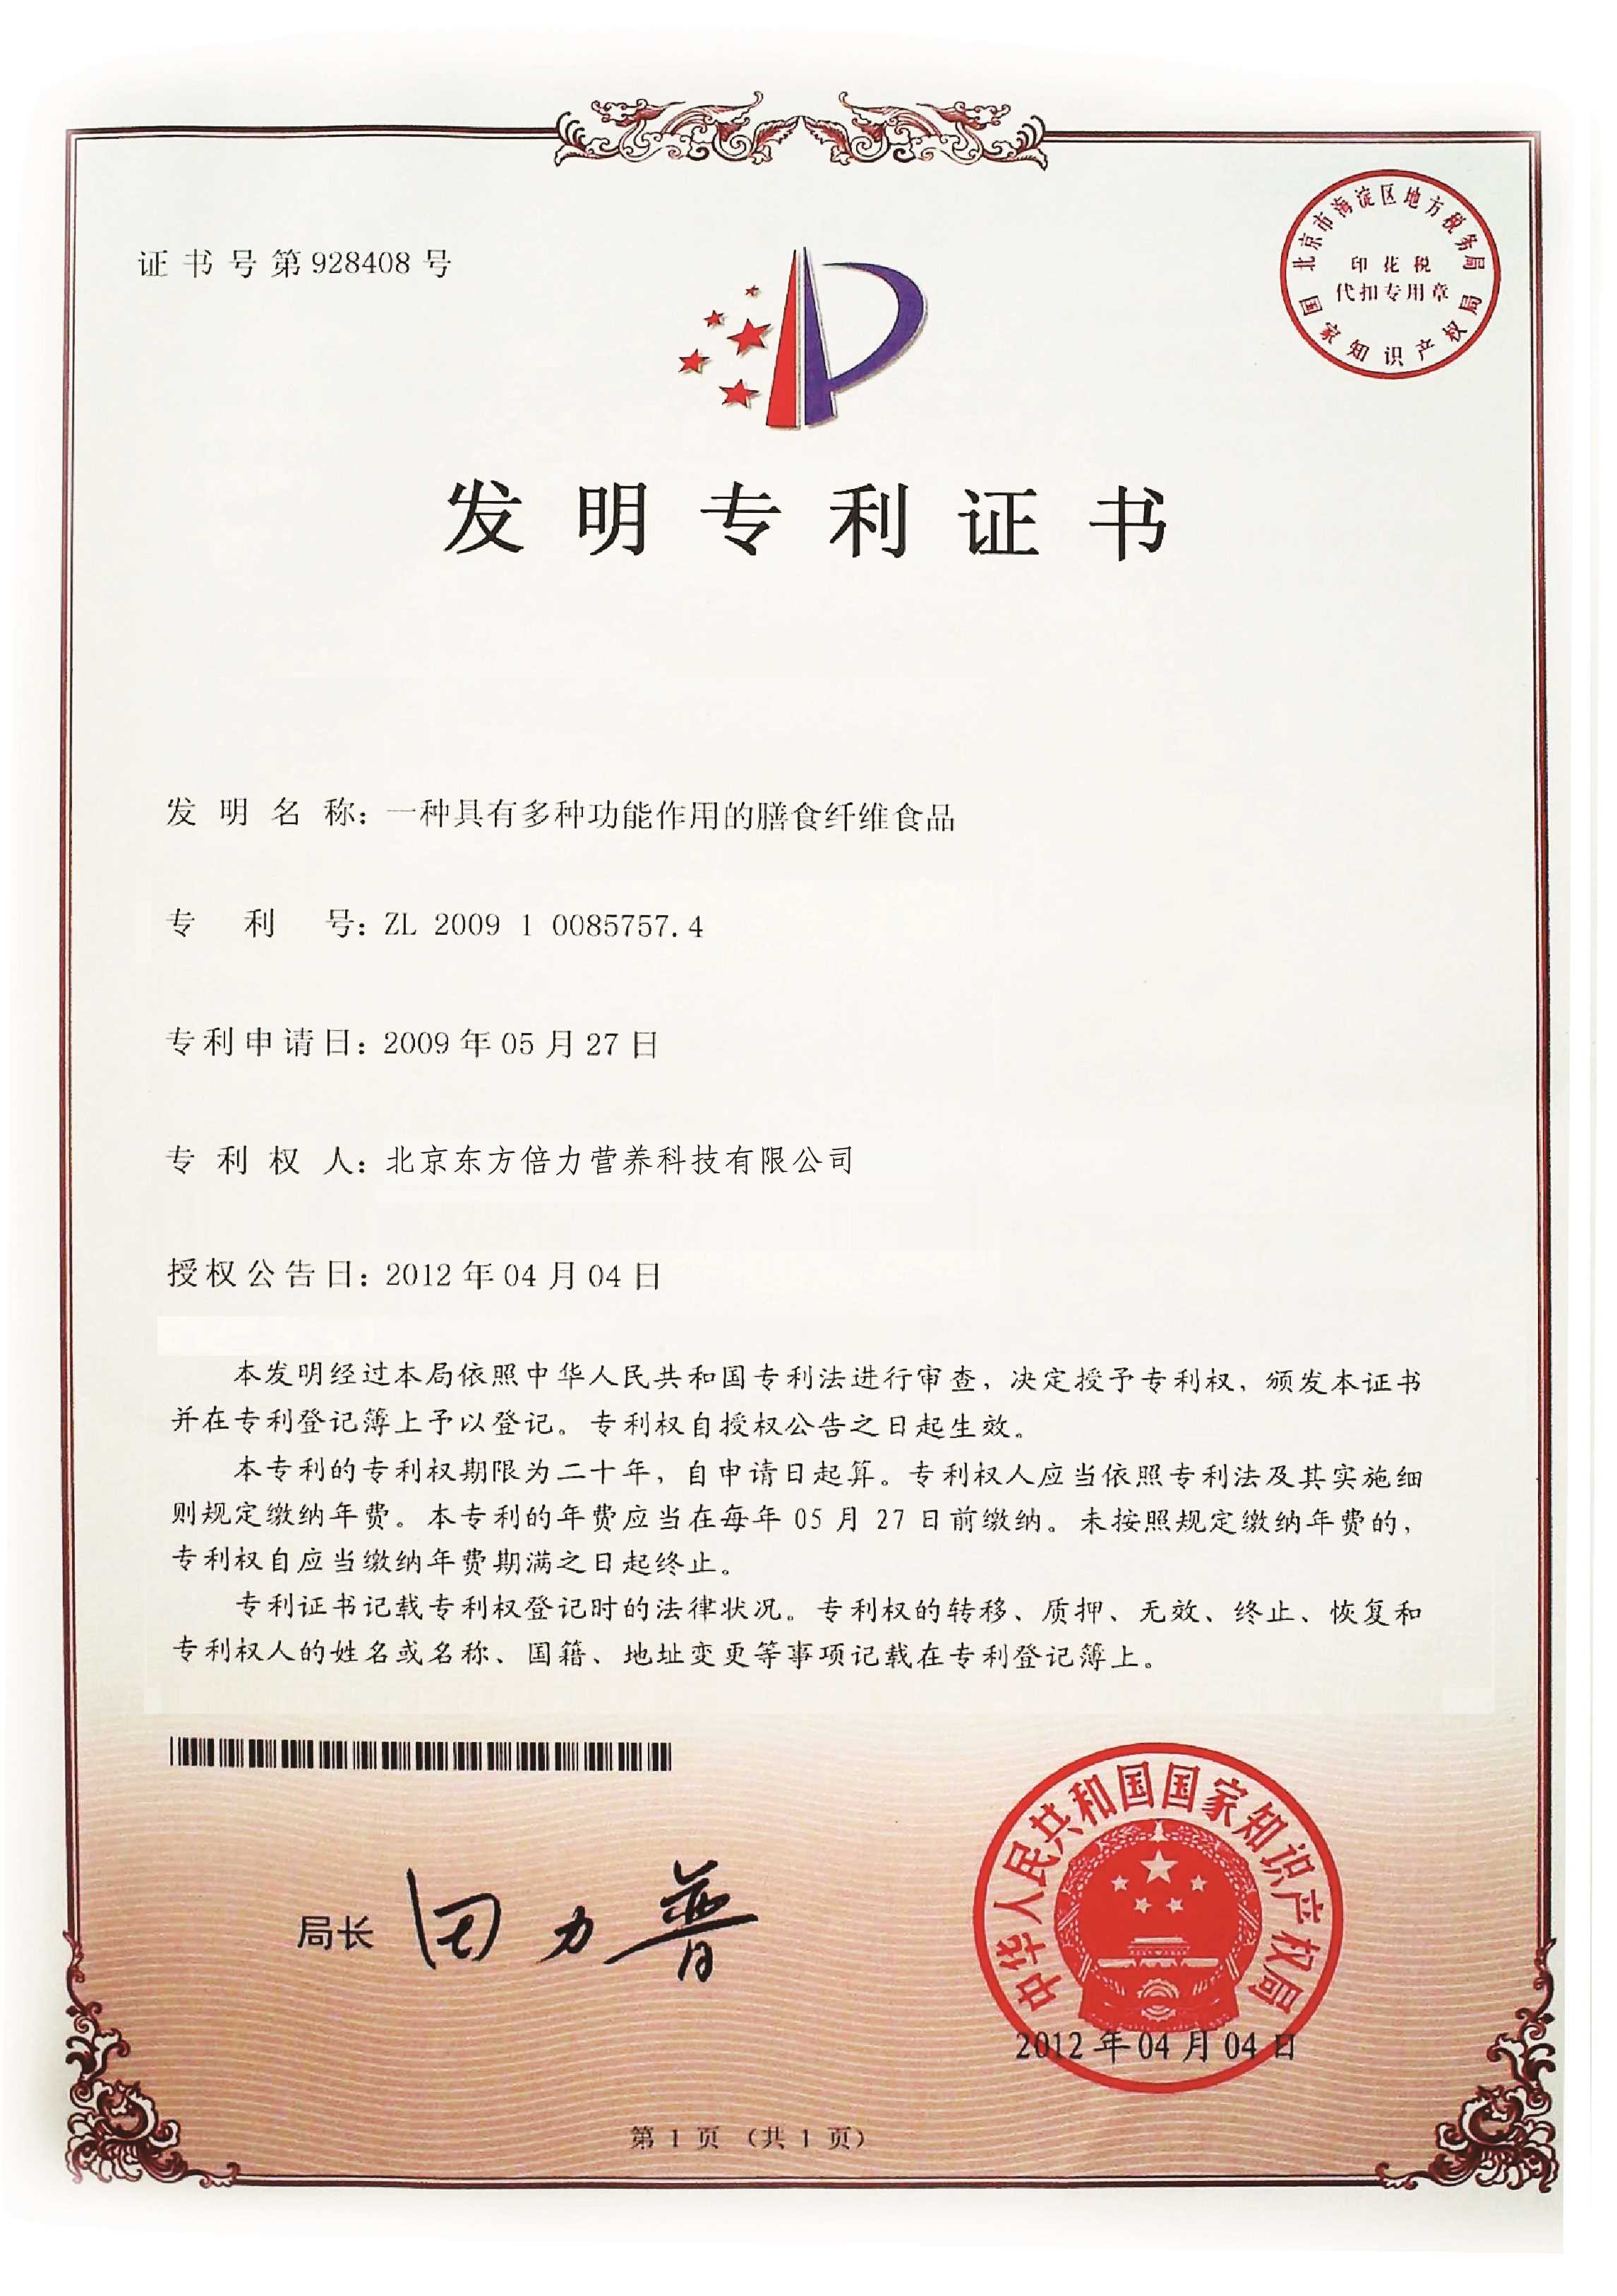 证书号第928408号
北京市海淀区地方税务局
印花税
代扣专用章
国家知识产权局
发明专利证书
发明名称：一种具有多种功能作用的膳食纤维食品
专利号：ZL 2009 1 0085757.4
专利申请日：2009年05月27日
专利权人：北京东方倍力营养科技有限公司
授权公告日：2012年04月04日
本发明经过本局依照中华人民共和国专利法进行审查，决定授予专利权，颁发本证书
并在专利登记簿上予以登记。专利权自授权公告之日起生效。
本专利的专利权期限为二十年，自申请日起算。专利权人应当依照专利法及其实施细
则规定缴纳年费。本专利的年费应当在每年05月27日前缴纳。未按照规定缴纳年费的，
专利权自应当缴纳年费期满之日起终止。
专利证书记载专利权登记时的法律状况。专利权的转移、质押、无效、终止、恢复和
专利权人的姓名或名称、国籍、地址变更等事项记载在专利登记簿上。
局长 田力普
中华人民共和国国家知识产权局
2012年04月04日
第1页（共1页）